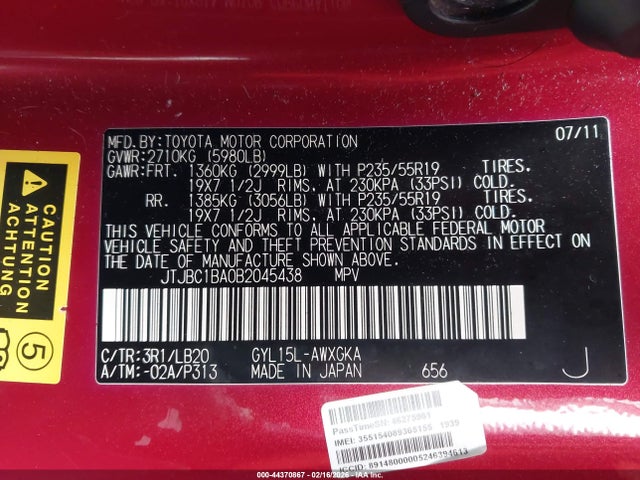 MFD.BY:TOYOTA MOTOR CORPORATION 07/11
GVWR:2710KG (5980LB)
GAWR:FRT. 1360KG (2999LB) WITH P235/55R19 TIRES.
19X7 1/2J RIMS. AT 230KPA (33PSI) COLD.
RR. 1385KG (3056LB) WITH P235/55R19 TIRES.
19X7 1/2J RIMS. AT 230KPA (33PSI) COLD.
THIS VEHICLE CONFORMS TO ALL APPLICABLE FEDERAL MOTOR
VEHICLE SAFETY AND THEFT PREVENTION STANDARDS IN EFFECT ON
THE DATE OF MANUFACTURE SHOWN ABOVE.
JTJBC1BA0B2045438 MPV
C/TR:3R1/LB20 GYL15L-AWXGKA
A/TM:-02A/P313 MADE IN JAPAN 656 J
CAUTION
ACHTUNG
ATTENTION
5
PassTimeSN: 46275961
IMEI: 355154089365155 1939
ICCID: 89148000005246394613
000-44370867 - 02/16/2026 - IAA Inc.